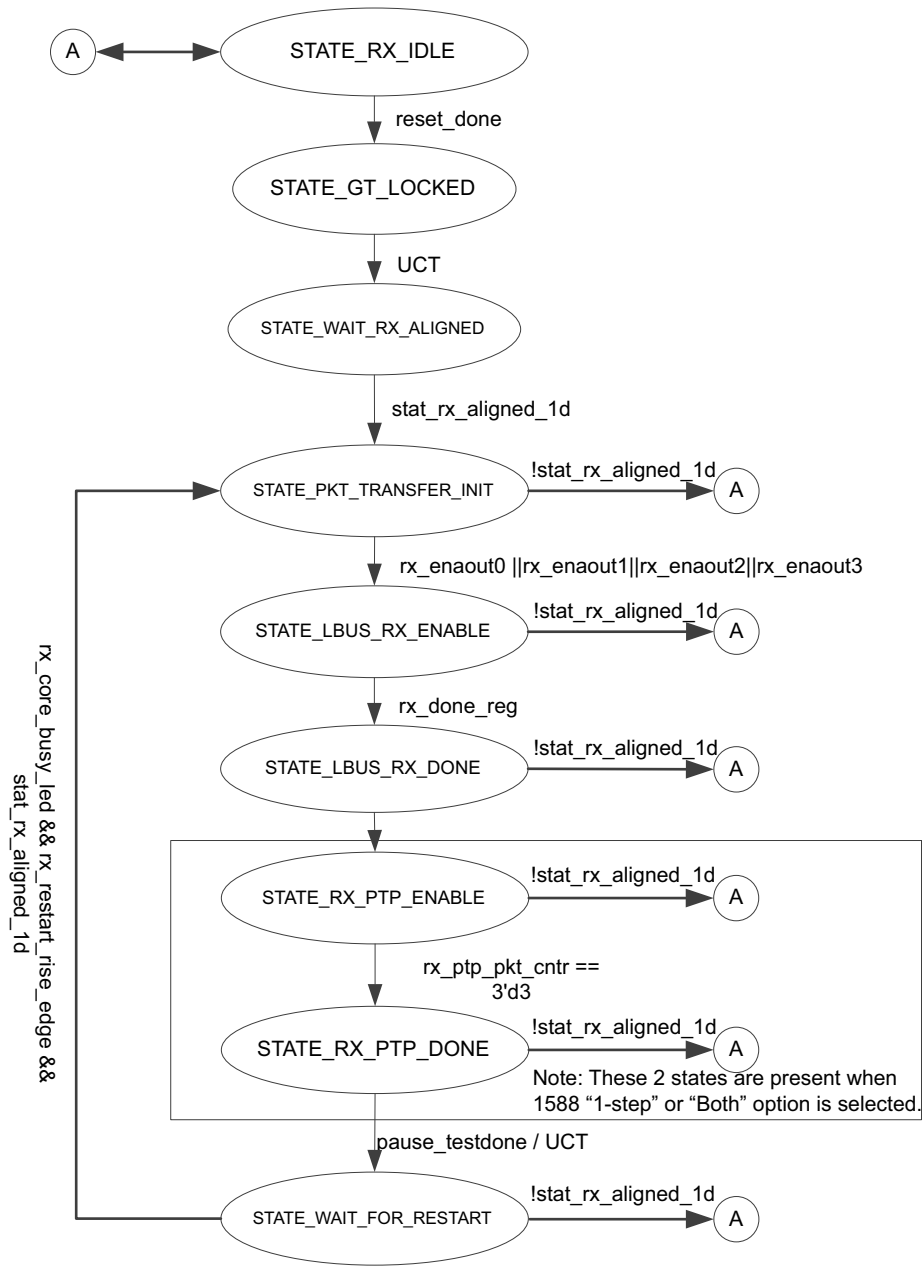 A
STATE_RX_IDLE
reset_done
STATE_GT_LOCKED
UCT
STATE_WAIT_RX_ALIGNED
stat_rx_aligned_1d
STATE_PKT_TRANSFER_INIT
!stat_rx_aligned_1d
A
rx_enaout0 ||rx_enaout1||rx_enaout2||rx_enaout3
STATE_LBUS_RX_ENABLE
!stat_rx_aligned_1d
A
rx_done_reg
STATE_LBUS_RX_DONE
!stat_rx_aligned_1d
A
STATE_RX_PTP_ENABLE
!stat_rx_aligned_1d
A
rx_ptp_pkt_cntr ==
3'd3
STATE_RX_PTP_DONE
!stat_rx_aligned_1d
A
Note: These 2 states are present when
1588 “1-step” or “Both” option is selected.
pause_testdone / UCT
STATE_WAIT_FOR_RESTART
!stat_rx_aligned_1d
A
rx_core_busy_led && rx_restart_rise_edge &&
stat_rx_aligned_1d